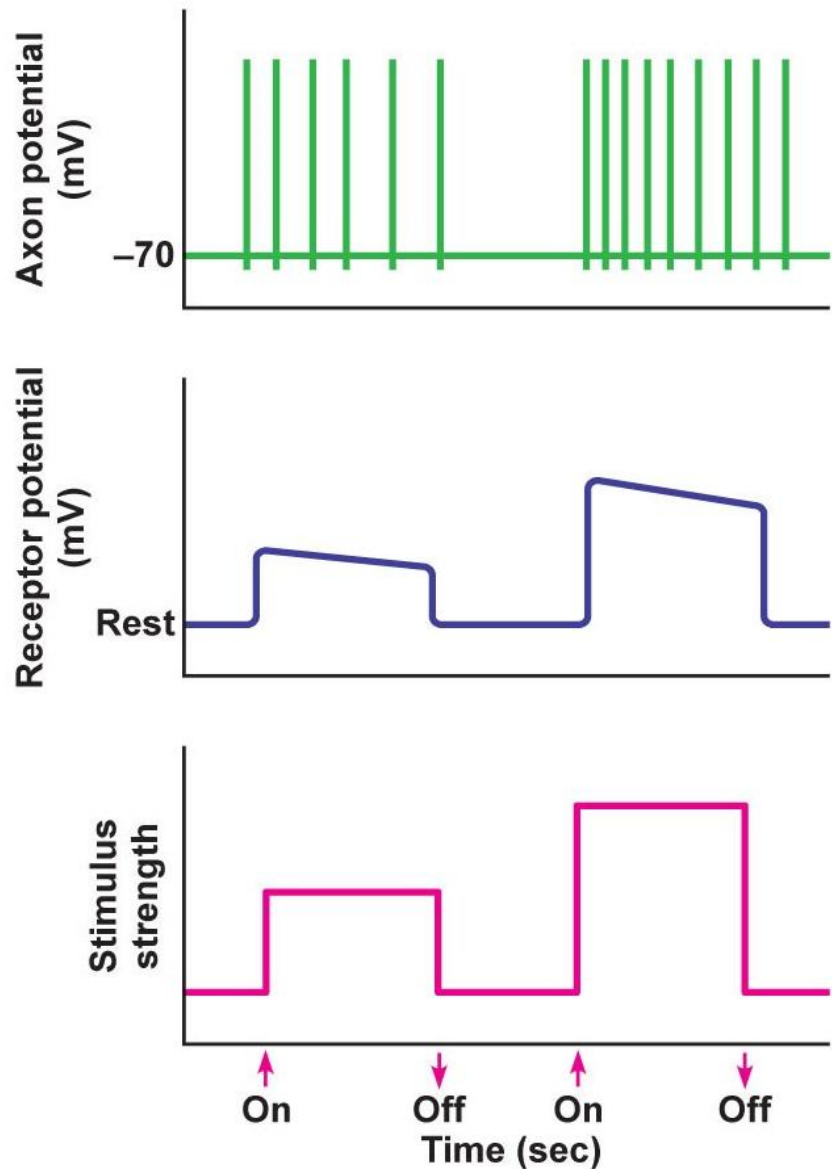 Axon potential
(mV)
–70
Receptor potential
(mV)
Rest
Stimulus
strength
On
Off
On
Off
Time (sec)